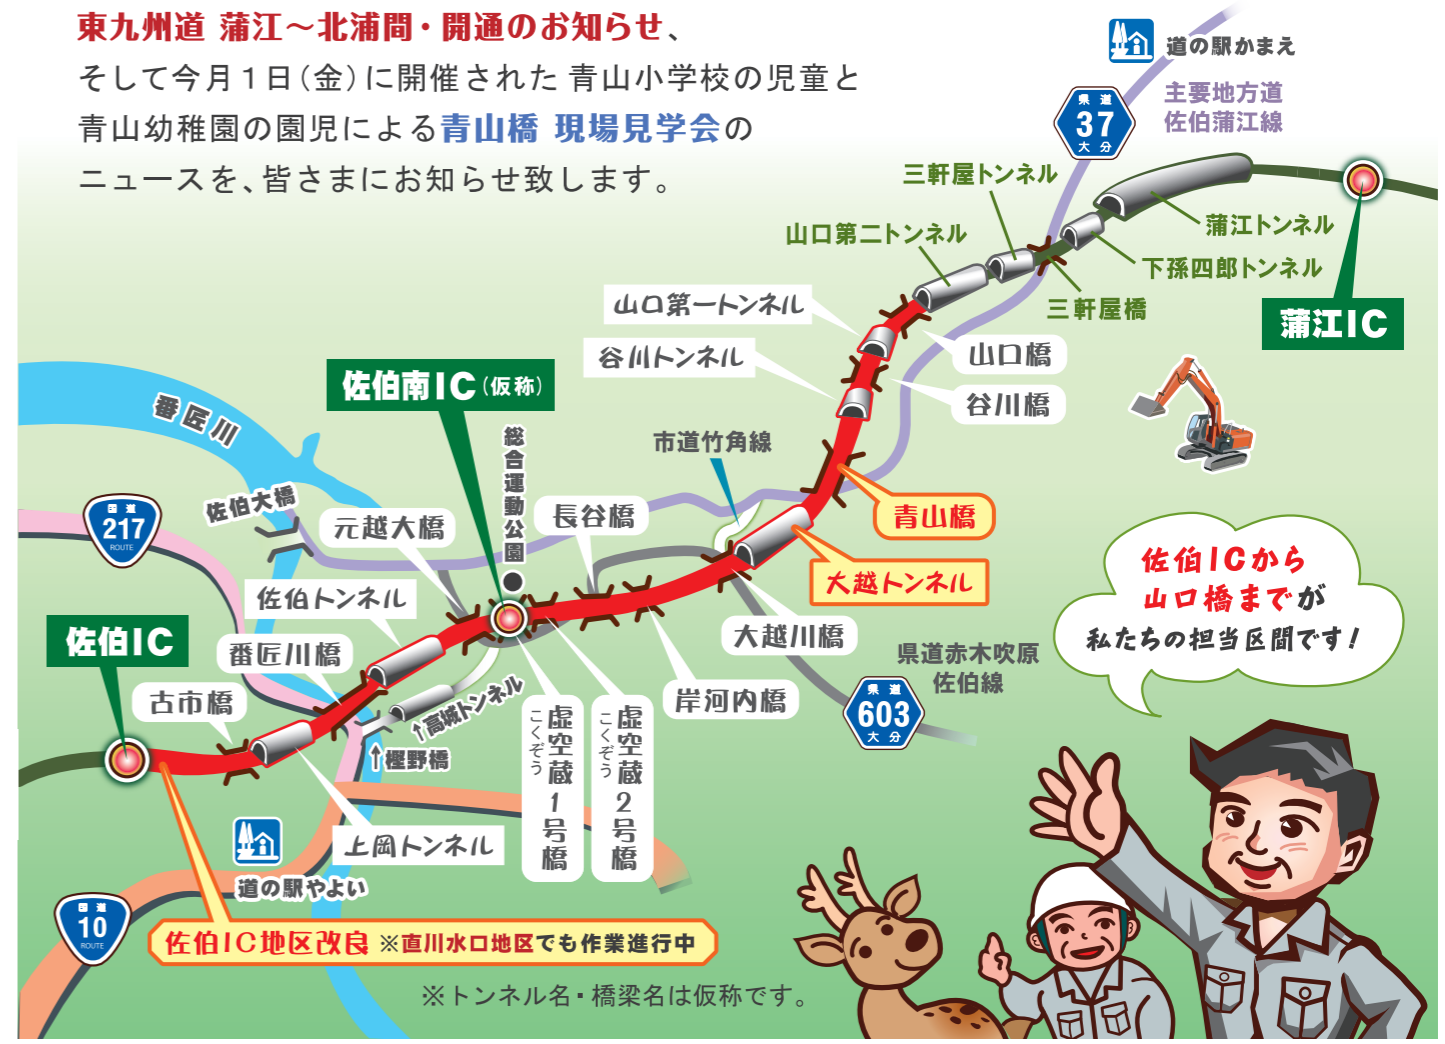 東九州道 蒲江～北浦間・開通のお知らせ、
そして今月1日（金）に開催された 青山小学校の児童と
青山幼稚園の園児による青山橋 現場見学会の
ニュースを、皆さまにお知らせ致します。
道の駅かまえ
主要地方道
佐伯蒲江線
県道
37
大分
三軒屋トンネル
山口第二トンネル
蒲江トンネル
下孫四郎トンネル
三軒屋橋
蒲江IC
山口第一トンネル
谷川トンネル
山口橋
谷川橋
佐伯南IC（仮称）
番匠川
総合運動公園
市道竹角線
佐伯大橋
国道
217
ROUTE
元越大橋
長谷橋
青山橋
大越トンネル
佐伯トンネル
佐伯IC
番匠川橋
古市橋
大越川橋
県道赤木吹原
佐伯線
県道
603
大分
岸河内橋
虚空蔵1号橋
こくぞう
虚空蔵2号橋
こくぞう
↑高城トンネル
↑樫野橋
上岡トンネル
道の駅やよい
国道
10
ROUTE
佐伯IC地区改良 ※直川水口地区でも作業進行中
※トンネル名・橋梁名は仮称です。
佐伯ICから
山口橋までが
私たちの担当区間です！